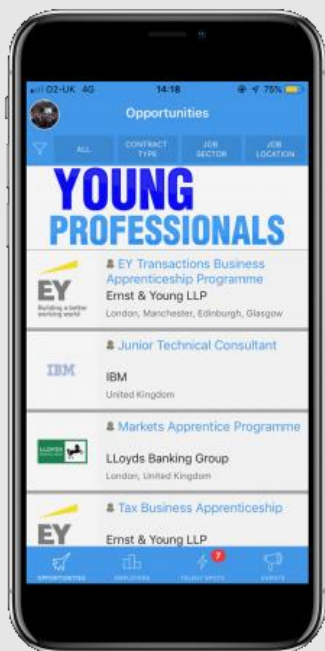 O2-UK 4G 14:18 75%
Opportunities
ALL
CONTRACT
TYPE
JOB
SECTOR
JOB
LOCATION
YOUNG
PROFESSIONALS
EY Transactions Business
Apprenticeship Programme
Ernst & Young LLP
London, Manchester, Edinburgh, Glasgow
EY
Building a better
working world
Junior Technical Consultant
IBM
IBM
United Kingdom
Markets Apprentice Programme
LLOYDS
LLoyds Banking Group
London, United Kingdom
Tax Business Apprenticeship
EY
Ernst & Young LLP
OPPORTUNITIES
EMPLOYERS
TALENT SPOTS
7
EVENTS